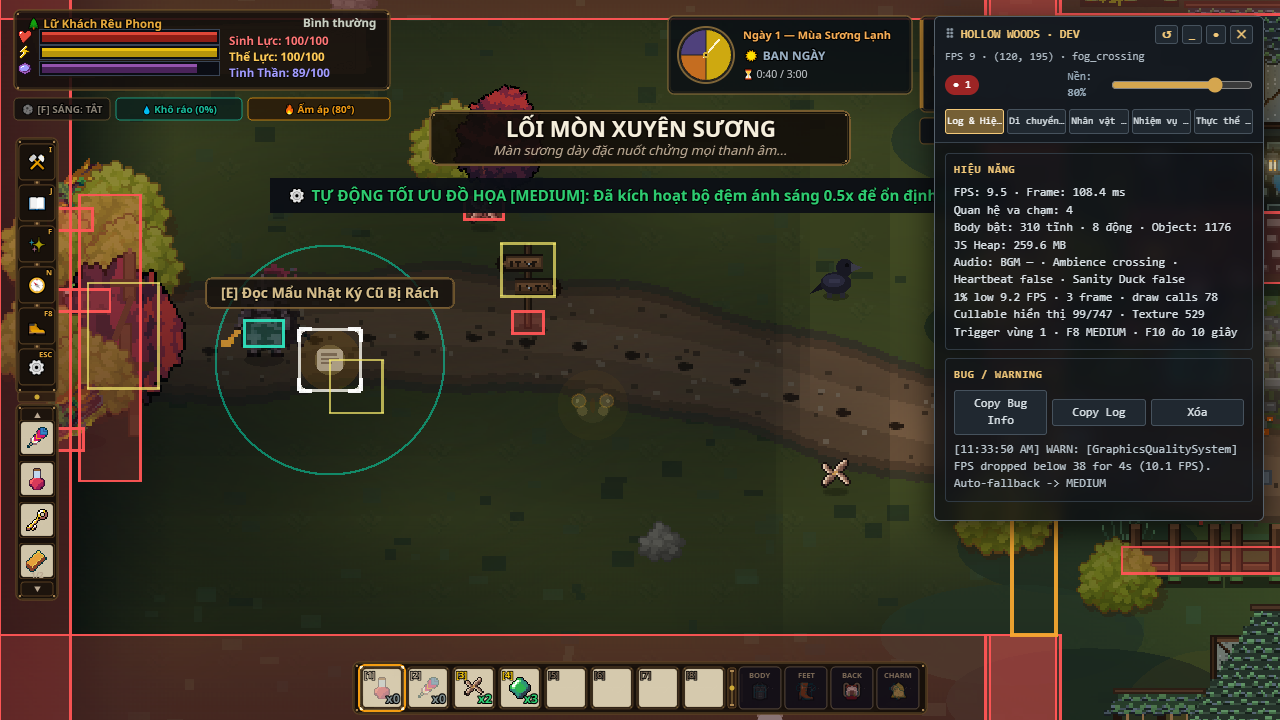 Lữ Khách Rêu Phong
Bình thường
Sinh Lực: 100/100
Thể Lực: 100/100
Tinh Thần: 89/100
[F] SÁNG: TẮT
Khô ráo (0%)
Ấm áp (80°)
Ngày 1 — Mùa Sương Lạnh
BAN NGÀY
0:40 / 3:00
LỐI MÒN XUYÊN SƯƠNG
Màn sương dày đặc nuốt chửng mọi thanh âm...
TỰ ĐỘNG TỐI ƯU ĐỒ HỌA [MEDIUM]: Đã kích hoạt bộ đệm ánh sáng 0.5x để ổn định
[E] Đọc Mẩu Nhật Ký Cũ Bị Rách
I
J
F
N
F8
ESC
HOLLOW WOODS · DEV
FPS 9 · (120, 195) · fog_crossing
1
Nền:
80%
Log & Hiệ…
Di chuyển…
Nhân vật …
Nhiệm vụ …
Thực thể …
HIỆU NĂNG
FPS: 9.5 · Frame: 108.4 ms
Quan hệ va chạm: 4
Body bật: 310 tĩnh · 8 động · Object: 1176
JS Heap: 259.6 MB
Audio: BGM — · Ambience crossing ·
Heartbeat false · Sanity Duck false
1% low 9.2 FPS · 3 frame · draw calls 78
Cullable hiển thị 99/747 · Texture 529
Trigger vùng 1 · F8 MEDIUM · F10 đo 10 giây
BUG / WARNING
Copy Bug Info
Copy Log
Xóa
[11:33:50 AM] WARN: [GraphicsQualitySystem]
FPS dropped below 38 for 4s (10.1 FPS).
Auto-fallback -> MEDIUM
[1] x0
[2] x0
[3] x2
[4] x3
[5]
[6]
[7]
[8]
BODY
FEET
BACK
CHARM